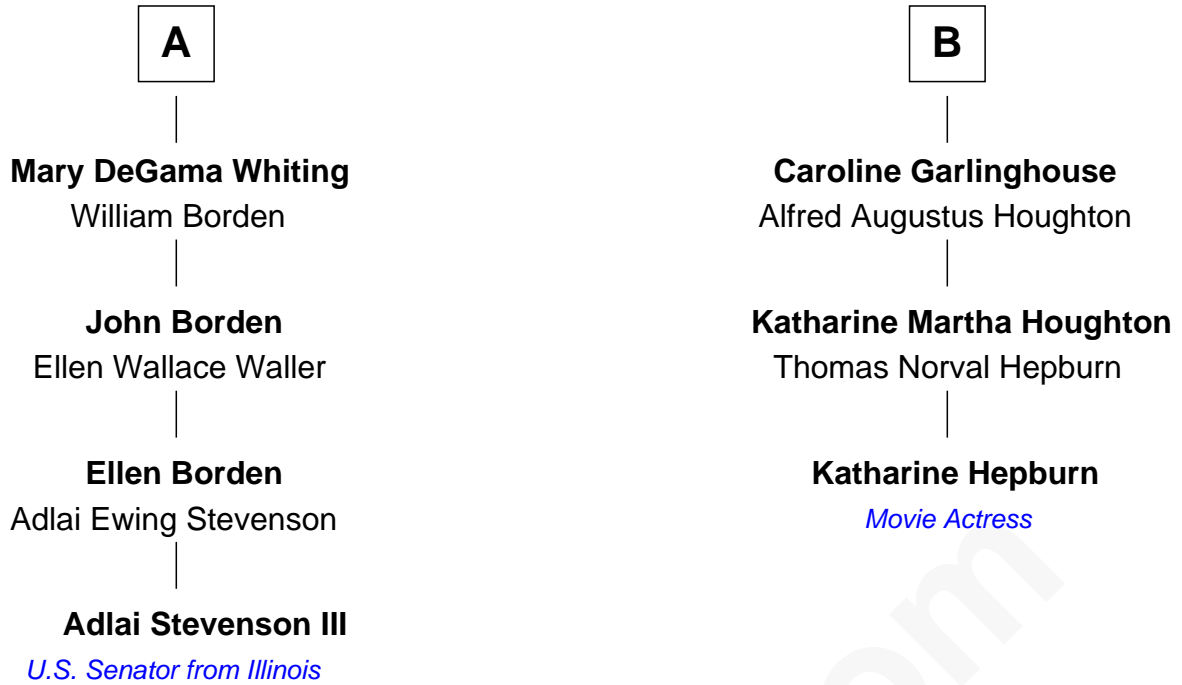 A
Mary DeGama Whiting
William Borden
John Borden
Ellen Wallace Waller
Ellen Borden
Adlai Ewing Stevenson
Adlai Stevenson III
U.S. Senator from Illinois
B
Caroline Garlinghouse
Alfred Augustus Houghton
Katharine Martha Houghton
Thomas Norval Hepburn
Katharine Hepburn
Movie Actress
om